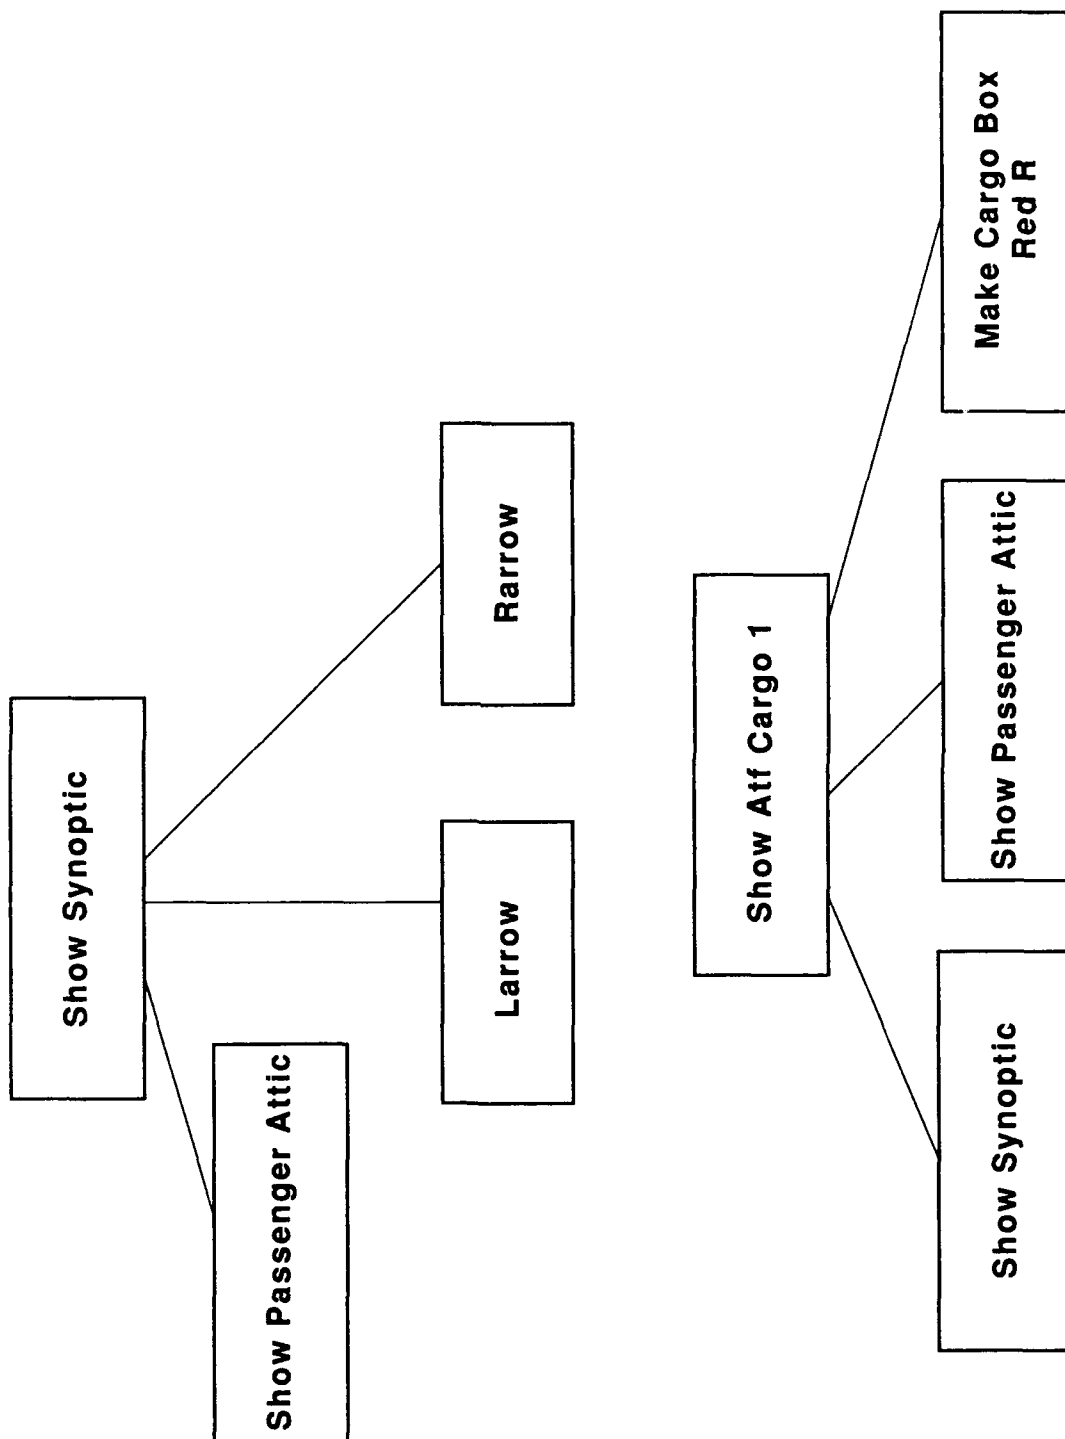 Show Synoptic
Show Passenger Attic
Larrow
Rarrow
Show Atf Cargo 1
Show Synoptic
Show Passenger Attic
Make Cargo Box
Red R